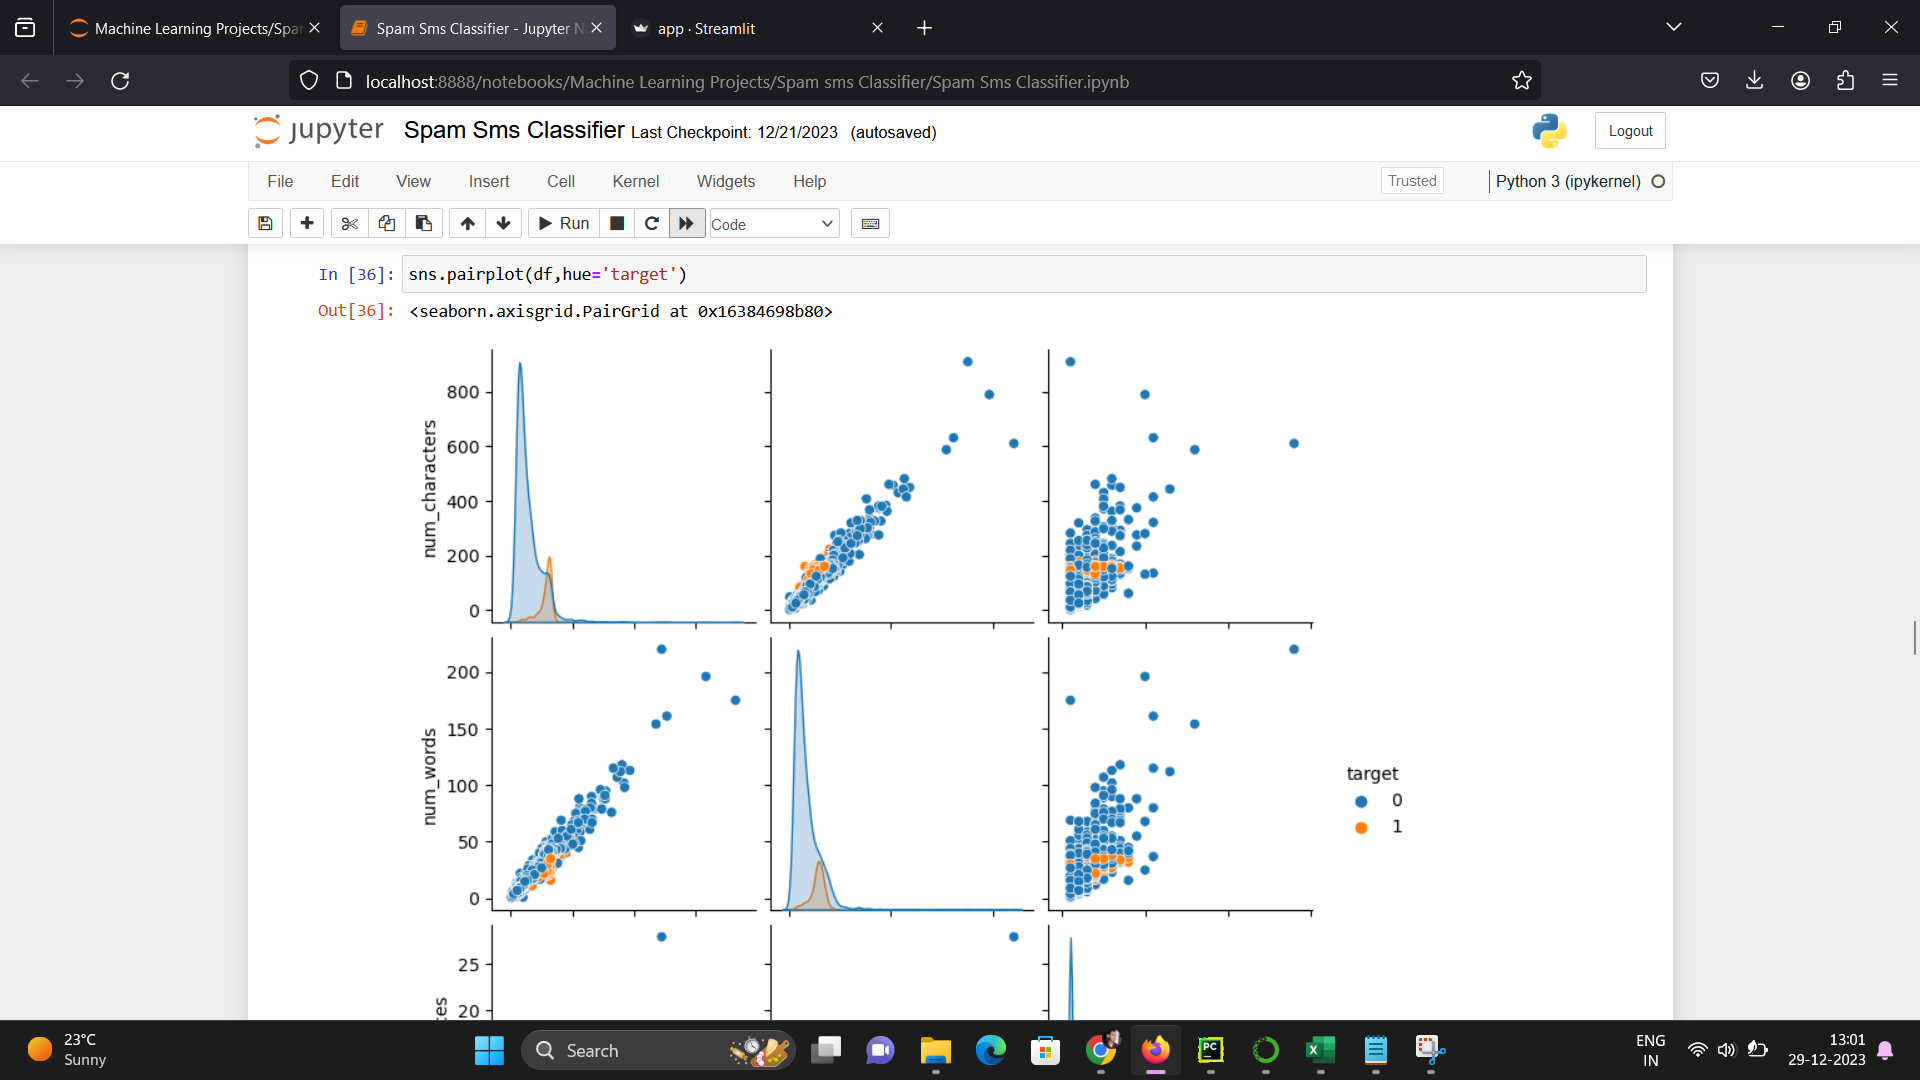 Machine Learning Projects/Spar
Spam Sms Classifier - Jupyter N
app · Streamlit
localhost:8888/notebooks/Machine Learning Projects/Spam sms Classifier/Spam Sms Classifier.ipynb
jupyter Spam Sms Classifier Last Checkpoint: 12/21/2023 (autosaved)
Logout
File Edit View Insert Cell Kernel Widgets Help
Trusted
Python 3 (ipykernel)
Run
Code
In [36]: sns.pairplot(df,hue='target')
Out[36]: <seaborn.axisgrid.PairGrid at 0x16384698b80>
num_characters
800
600
400
200
0
num_words
200
150
100
50
0
target
0
1
25
20
es
23°C
Sunny
Search
PC
ENG
IN
13:01
29-12-2023